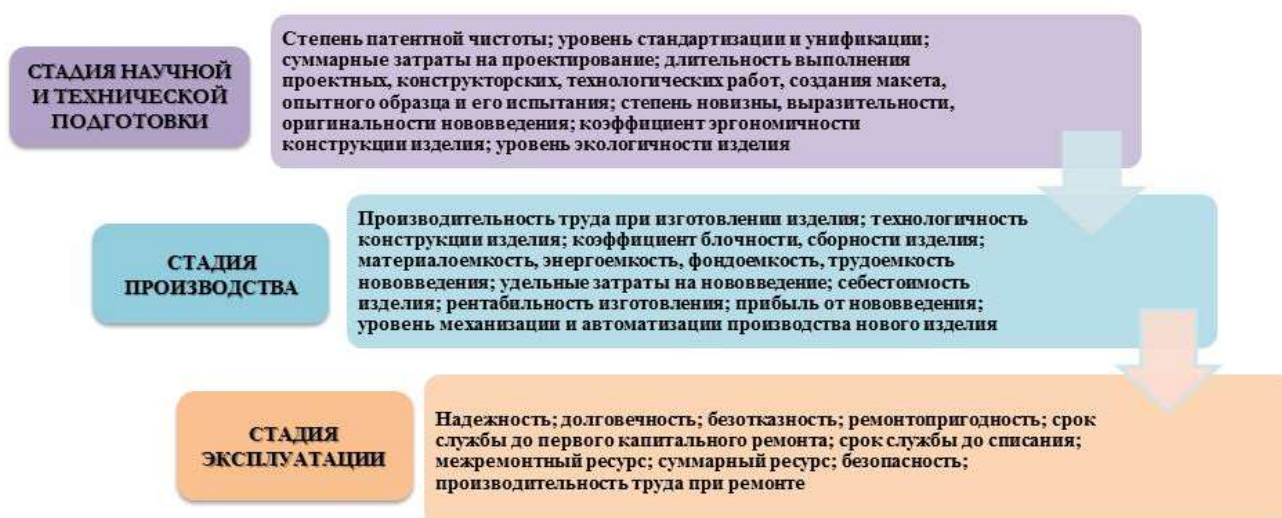 СТАДИЯ НАУЧНОЙ
И ТЕХНИЧЕСКОЙ
ПОДГОТОВКИ
Степень патентной чистоты; уровень стандартизации и унификации;
суммарные затраты на проектирование; длительность выполнения
проектных, конструкторских, технологических работ, создания макета,
опытного образца и его испытания; степень новизны, выразительности,
оригинальности нововведения; коэффициент эргономичности
конструкции изделия; уровень экологичности изделия
СТАДИЯ
ПРОИЗВОДСТВА
Производительность труда при изготовлении изделия; технологичность
конструкции изделия; коэффициент блочности, сборности изделия;
материалоемкость, энергоемкость, фондоемкость, трудоемкость
нововведения; удельные затраты на нововведение; себестоимость
изделия; рентабильность изготовления; прибыль от нововведения;
уровень механизации и автоматизации производства нового изделия
СТАДИЯ
ЭКСПЛУАТАЦИИ
Надежность; долговечность; безотказность; ремонтопригодность; срок
службы до первого капитального ремонта; срок службы до списания;
межремонтный ресурс; суммарный ресурс; безопасность;
производительность труда при ремонте